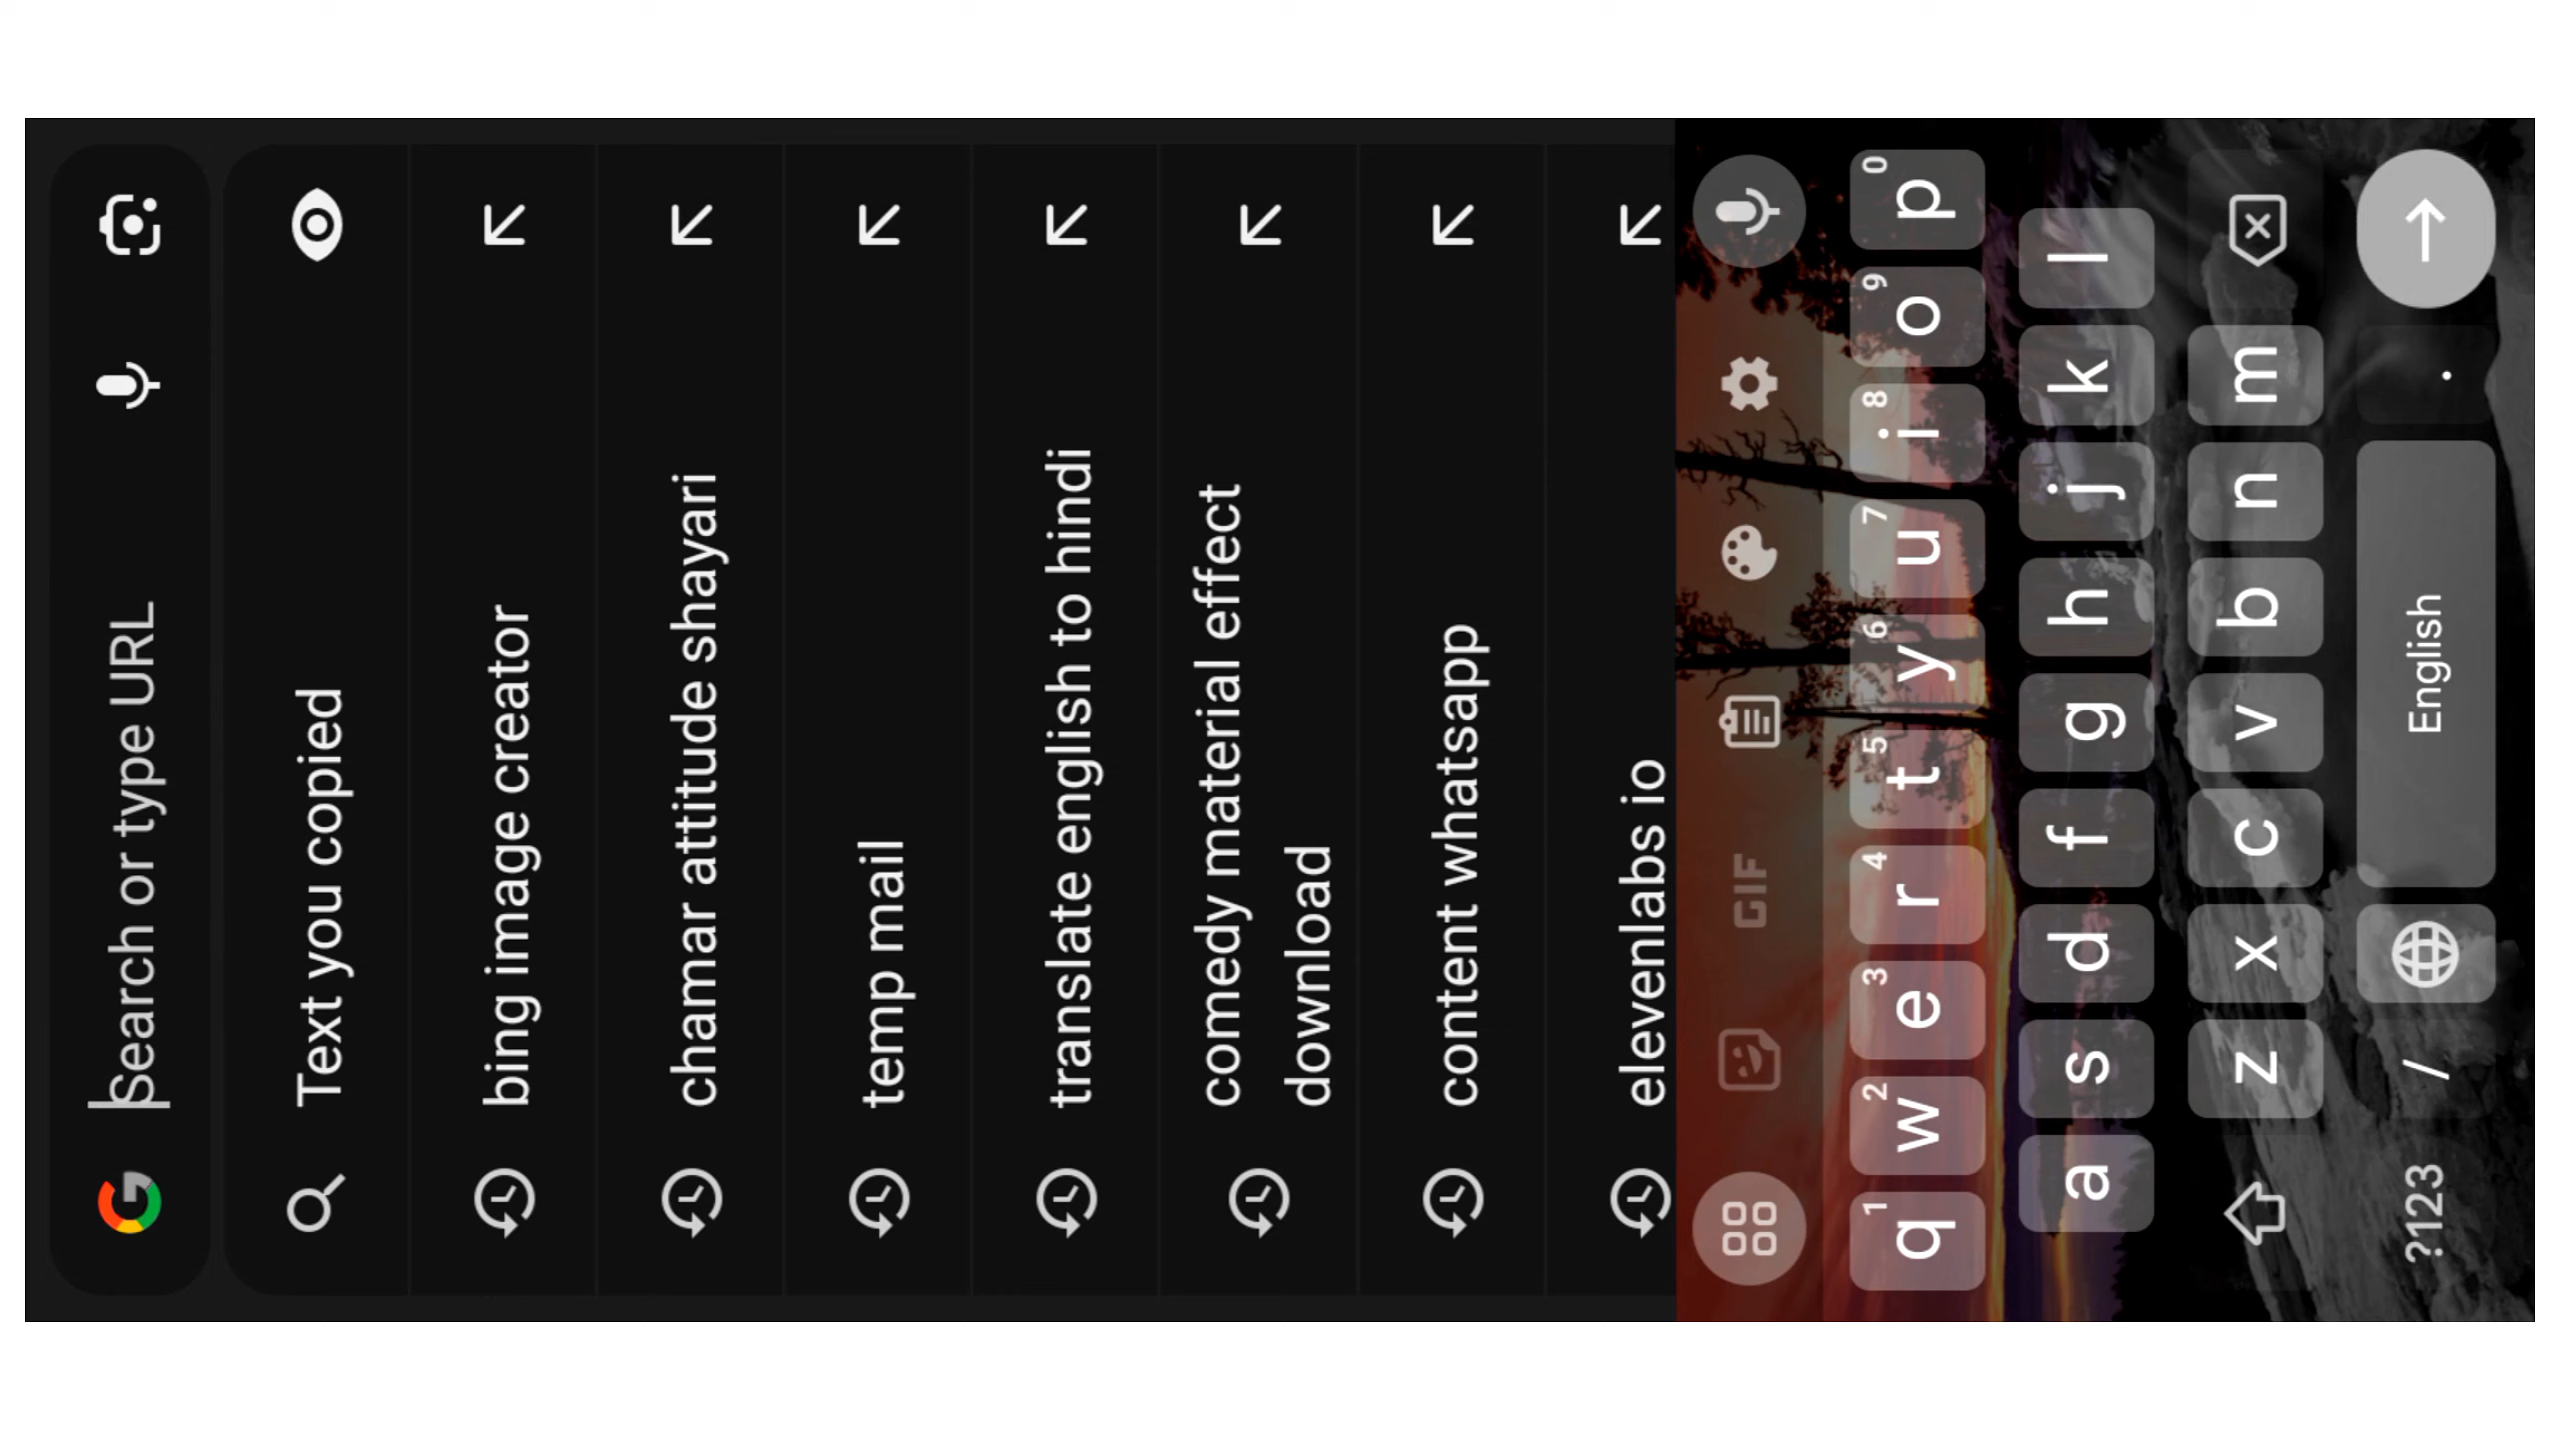 Search or type URL
Text you copied
bing image creator
chamar attitude shayari
temp mail
translate english to hindi
comedy material effect
download
content whatsapp
elevenlabs io
GIF
1 2 3 4 5 6 7 8 9 0
q w e r t y u i o p
a s d f g h j k l
z x c v b n m
?123 / English .